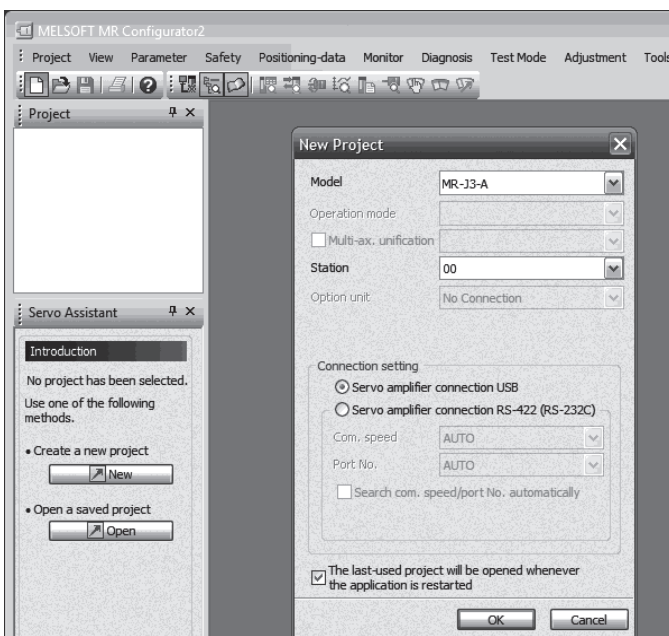 MELSOFT MR Configurator2
Project View Parameter Safety Positioning-data Monitor Diagnosis Test Mode Adjustment Tools
Project
New Project
Model
MR-J3-A
Operation mode
Multi-ax. unification
Station
00
Option unit
No Connection
Connection setting
Servo amplifier connection USB
Servo amplifier connection RS-422 (RS-232C)
Com. speed
AUTO
Port No.
AUTO
Search com. speed/port No. automatically
The last-used project will be opened whenever
the application is restarted
OK
Cancel
Servo Assistant
Introduction
No project has been selected.
Use one of the following
methods.
• Create a new project
New
• Open a saved project
Open